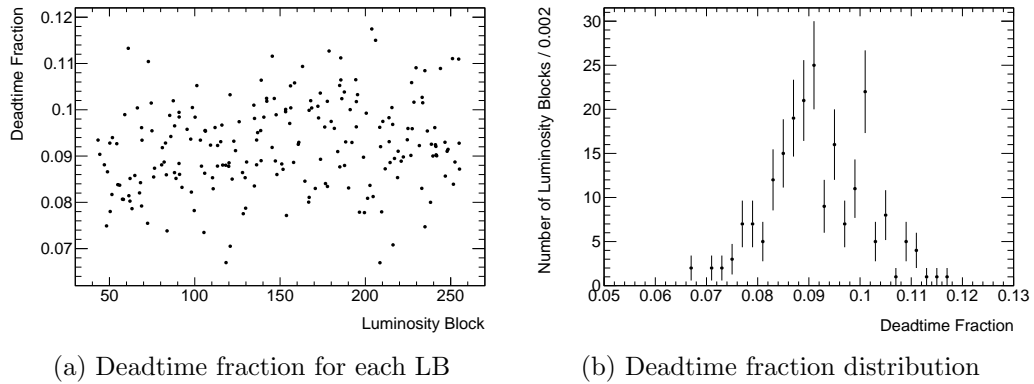 Deadtime Fraction
0.12
0.11
0.1
0.09
0.08
0.07
50 100 150 200 250
Luminosity Block
(a) Deadtime fraction for each LB
Number of Luminosity Blocks / 0.002
30
25
20
15
10
5
0
0.05 0.06 0.07 0.08 0.09 0.1 0.11 0.12 0.13
Deadtime Fraction
(b) Deadtime fraction distribution